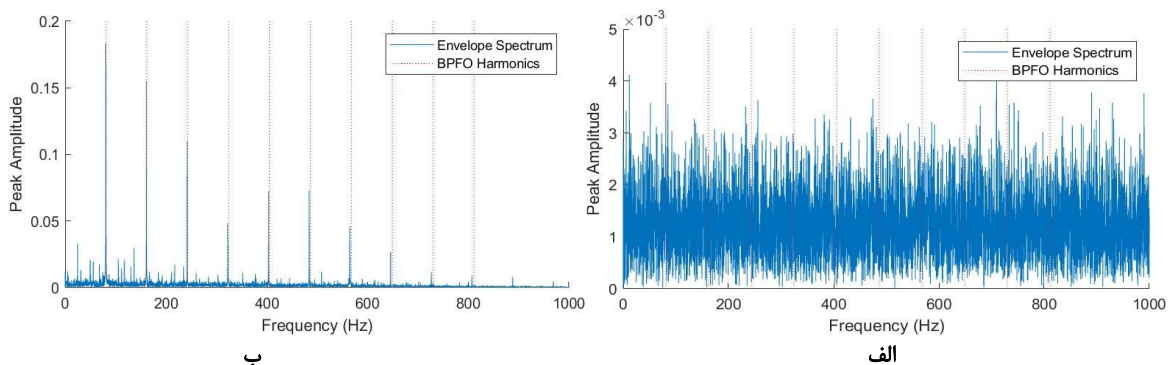 0.2
0.15
0.1
0.05
0
Peak Amplitude
Envelope Spectrum
BPFO Harmonics
0 200 400 600 800 1000
Frequency (Hz)
ب
×10⁻³
5
4
3
2
1
0
Peak Amplitude
Envelope Spectrum
BPFO Harmonics
0 200 400 600 800 1000
Frequency (Hz)
الف